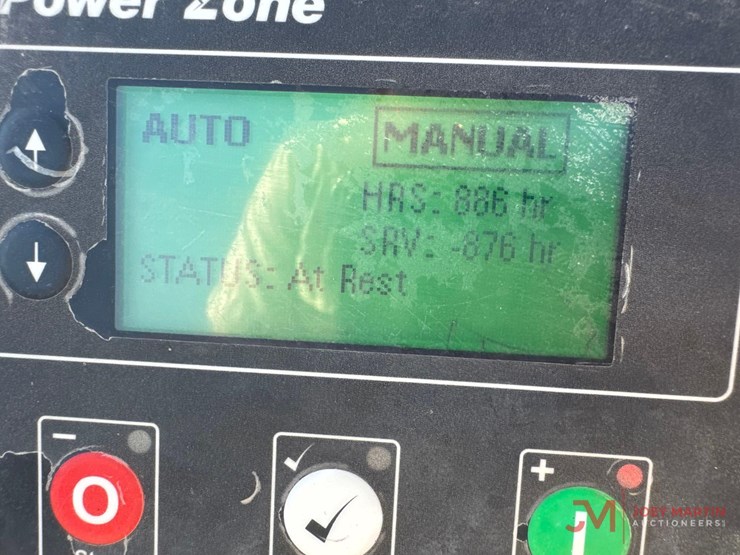 Power Zone
AUTO MANUAL
HRS: 886 hr
SRV: -876 hr
STATUS: At Rest
O
I
JM JOEY MARTIN
AUCTIONEERS